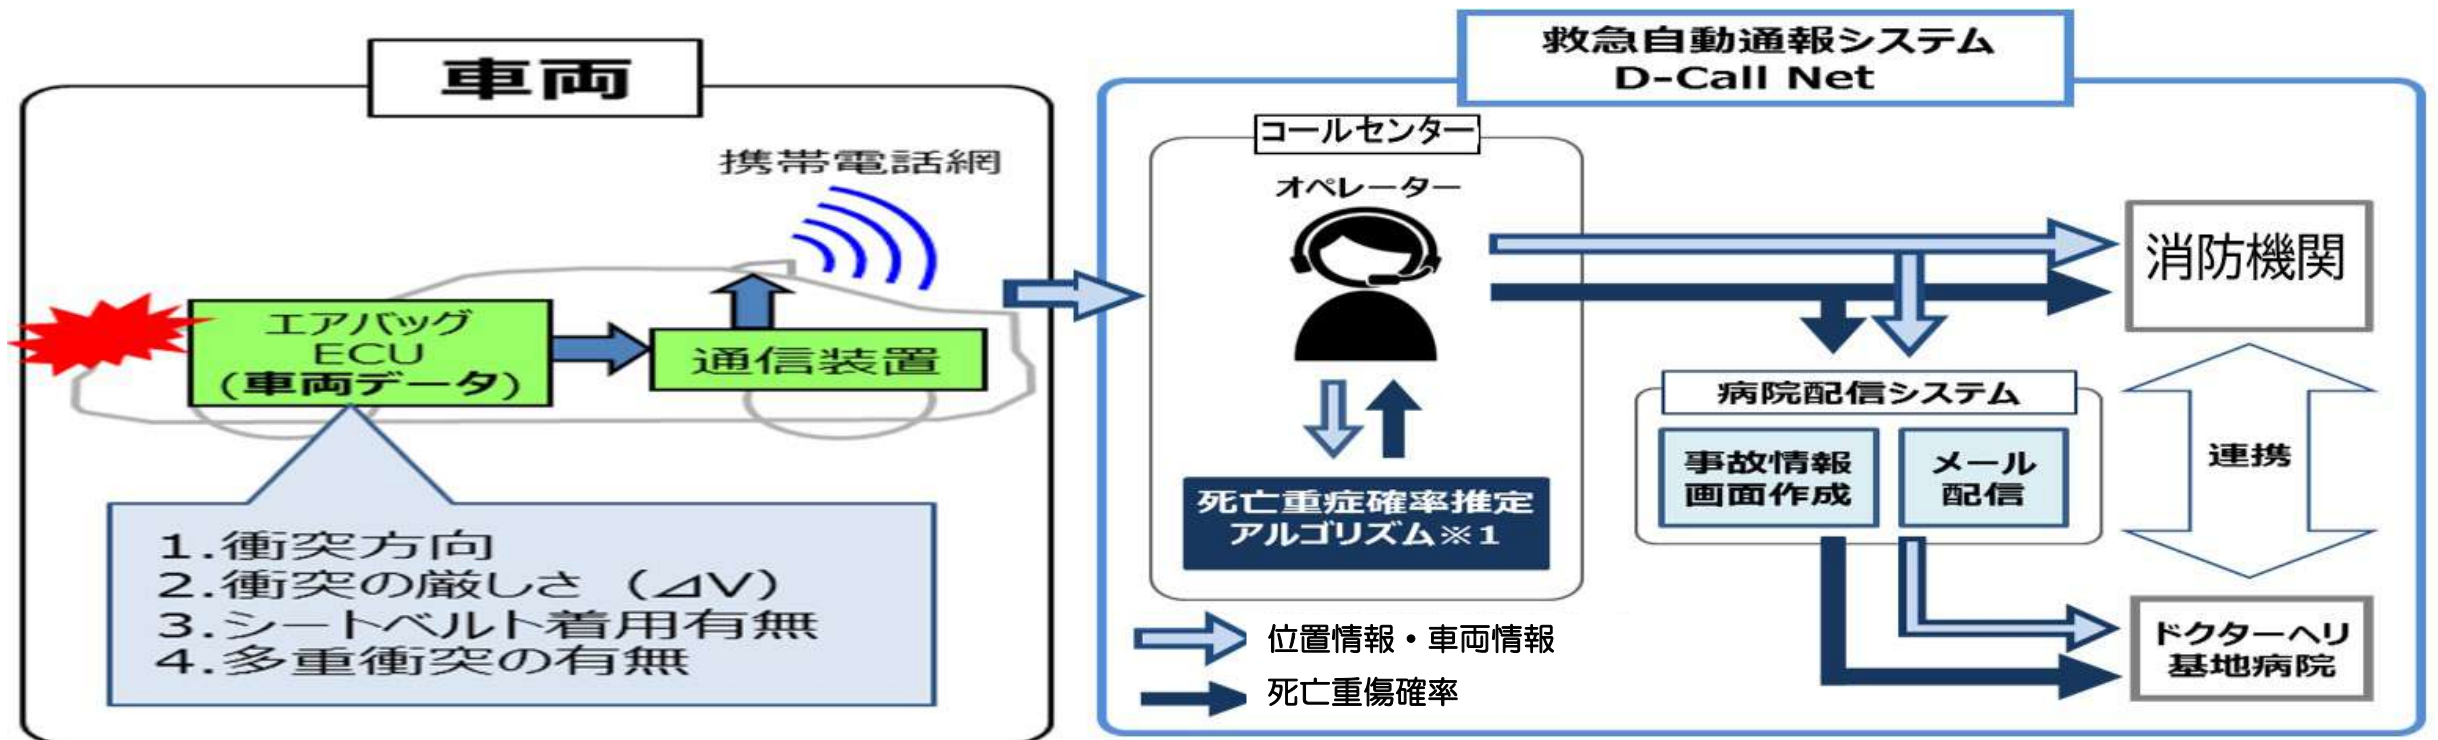 車両
携帯電話網
エアバッグ
ECU
(車両データ)
通信装置
1.衝突方向
2.衝突の厳しさ（⊿V）
3.シートベルト着用有無
4.多重衝突の有無
救急自動通報システム
D-Call Net
コールセンター
オペレーター
死亡重症確率推定
アルゴリズム※1
消防機関
病院配信システム
事故情報
画面作成
メール
配信
連携
ドクターヘリ
基地病院
位置情報・車両情報
死亡重傷確率